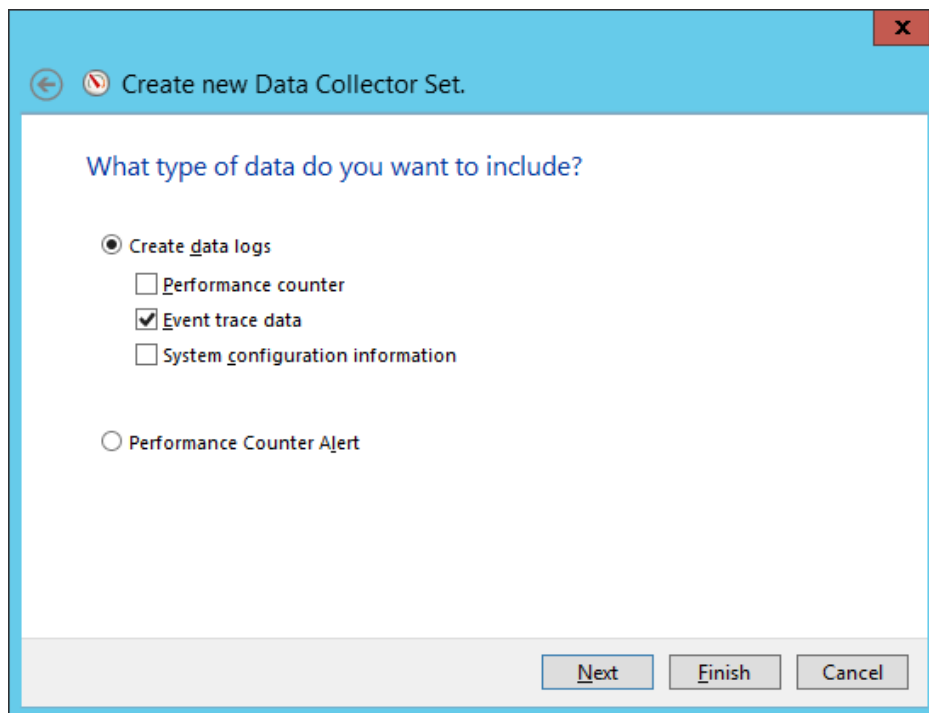 x
Create new Data Collector Set.
What type of data do you want to include?
Create data logs
Performance counter
Event trace data
System configuration information
Performance Counter Alert
Next Finish Cancel